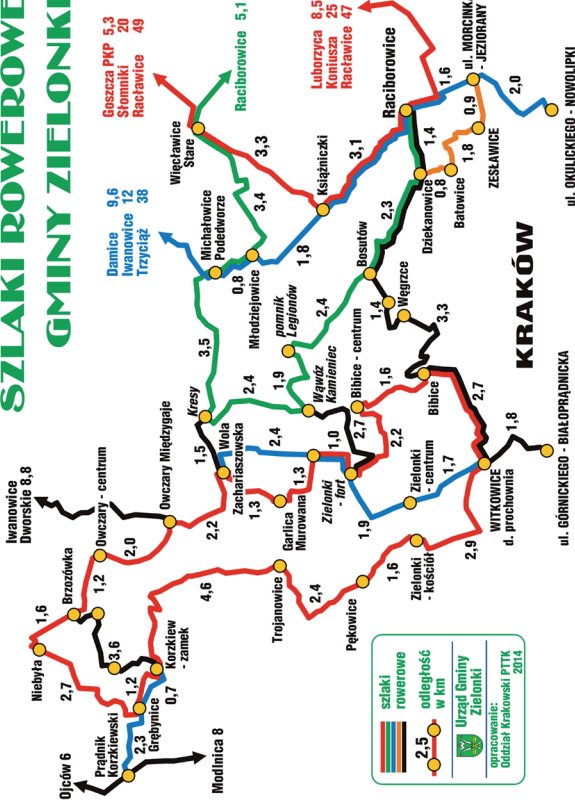 SZLAKI ROWEROWE
GMINY ZIELONKI
Goszcza PKP 5,3
Słomniki 20
Racławice 49
Raciborowice 5,1
Luborzyca 8,5
Koniusza 25
Racławice 47
Damice 9,6
Iwanowice 12
Trzyciąż 38
Iwanowice
Dworskie 8,8
Więcławice
Stare
3,3
3,4
Michałowice
Podedworze
0,8
Młodziejowice
1,8
Książniczki
3,1
Raciborowice
1,6
ul. MORCINKA
- JEZIORANY
2,0
ul. OKULICKIEGO - NOWOLIPKI
0,9
ZESŁAWICE
1,8
Batowice
0,8
Dziekanowice
1,4
2,3
Bosutów
1,4
Węgrzce
3,3
KRAKÓW
2,4
pomnik
Legionów
1,9
Wąwóz
Kamieniec
2,4
3,5
Kresy
1,5
Wola
Zachariaszowska
2,4
1,0
2,7
Bibice - centrum
1,6
2,2
Bibice
2,7
1,8
ul. GÓRNICKIEGO - BIAŁOPRĄDNICKA
WITKOWICE
d. prochownia
1,7
Zielonki
- centrum
1,9
Zielonki
- fort
1,3
Garlica
Murowana
1,3
2,2
Owczary Międzygaje
2,0
Owczary - centrum
1,2
Brzozówka
1,6
Niebyła
2,7
3,6
Korzkiew
- zamek
1,2
0,7
Grębynice
2,3
Prądnik
Korzkiewski
Ojców 6
Modlnica 8
4,6
Trojanowice
2,4
Pękowice
1,6
Zielonki
- kościół
2,9
szlaki
rowerowe
2,5
odległość
w km
Urząd Gminy
Zielonki
opracowanie:
Oddział Krakowski PTTK
2014